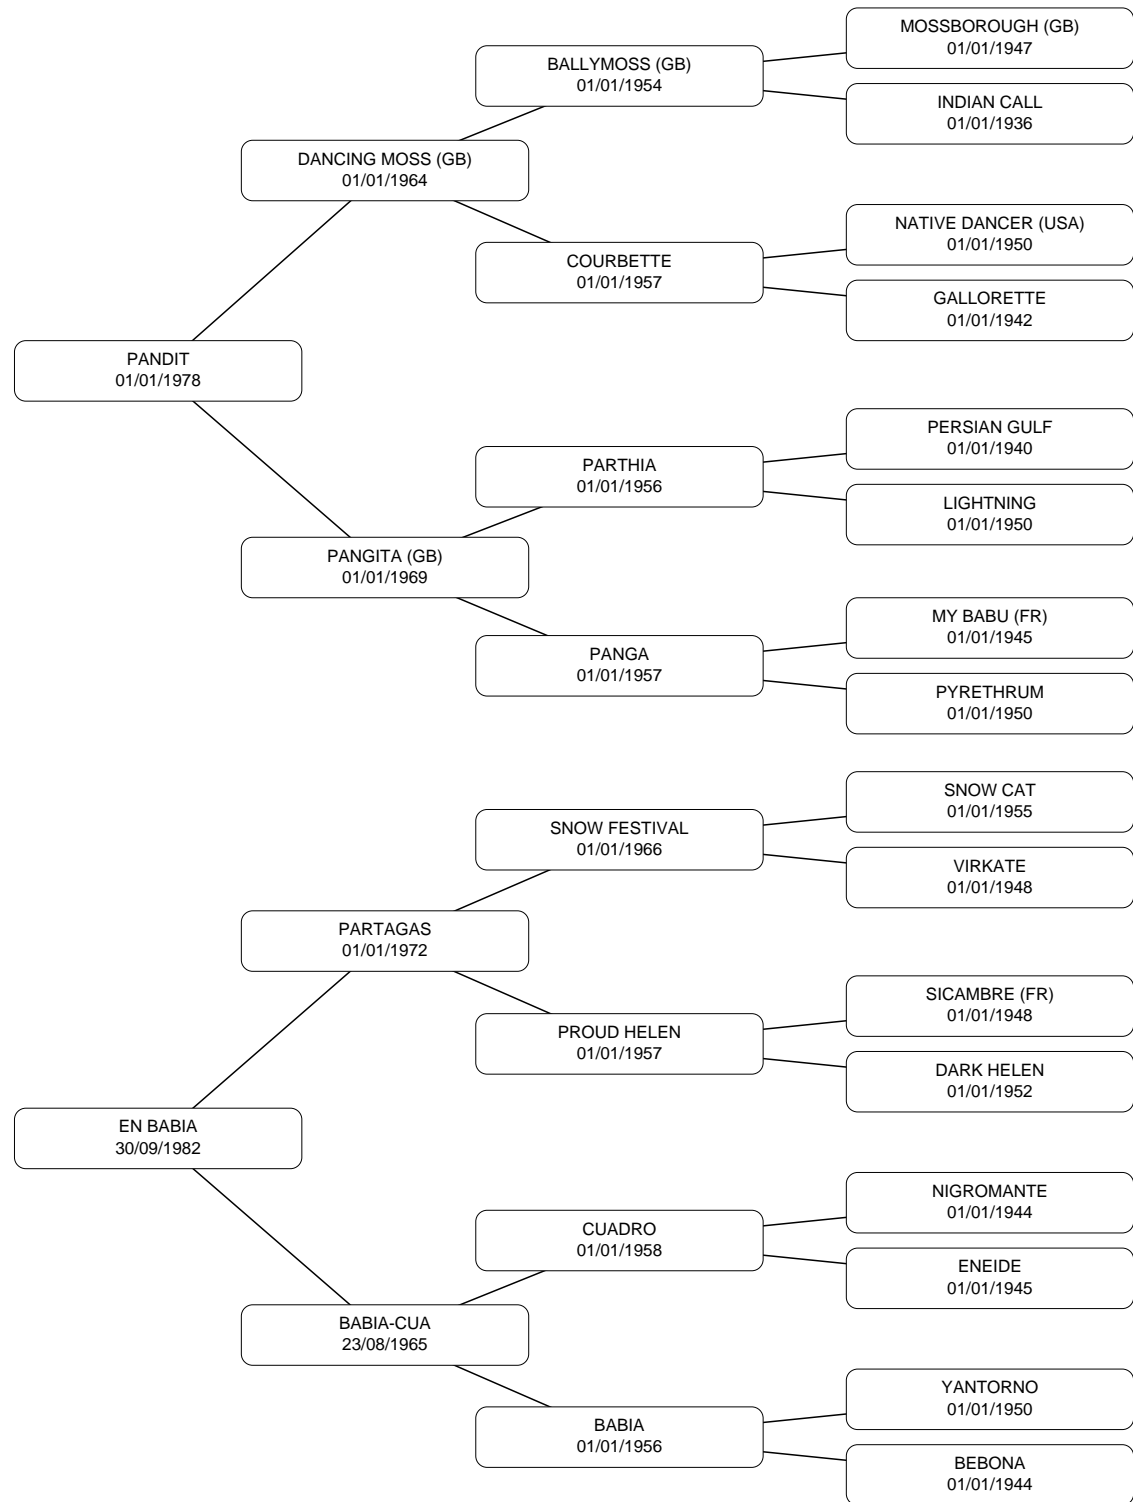 MOSSBOROUGH (GB)
01/01/1947
BALLYMOSS (GB)
01/01/1954
INDIAN CALL
01/01/1936
DANCING MOSS (GB)
01/01/1964
NATIVE DANCER (USA)
01/01/1950
COURBETTE
01/01/1957
GALLORETTE
01/01/1942
PANDIT
01/01/1978
PERSIAN GULF
01/01/1940
PARTHIA
01/01/1956
LIGHTNING
01/01/1950
PANGITA (GB)
01/01/1969
MY BABU (FR)
01/01/1945
PANGA
01/01/1957
PYRETHRUM
01/01/1950
SNOW CAT
01/01/1955
SNOW FESTIVAL
01/01/1966
VIRKATE
01/01/1948
PARTAGAS
01/01/1972
SICAMBRE (FR)
01/01/1948
PROUD HELEN
01/01/1957
DARK HELEN
01/01/1952
EN BABIA
30/09/1982
NIGROMANTE
01/01/1944
CUADRO
01/01/1958
ENEIDE
01/01/1945
BABIA-CUA
23/08/1965
YANTORNO
01/01/1950
BABIA
01/01/1956
BEBONA
01/01/1944